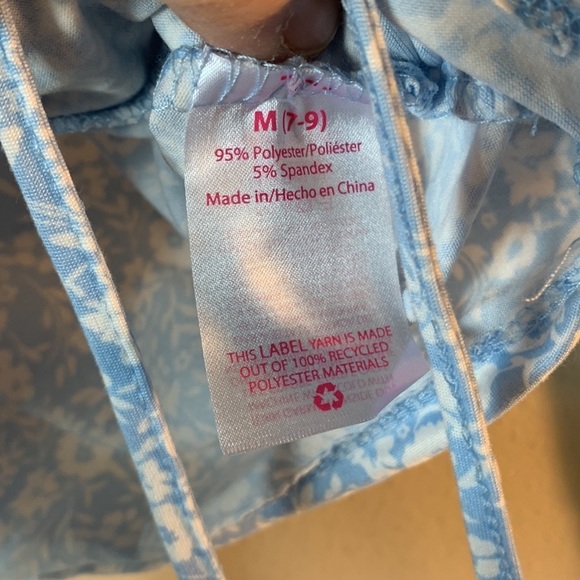 M (7-9)
95% Polyester/Poliéster
5% Spandex
Made in/Hecho en China
THIS LABEL YARN IS MADE
OUT OF 100% RECYCLED
POLYESTER MATERIALS